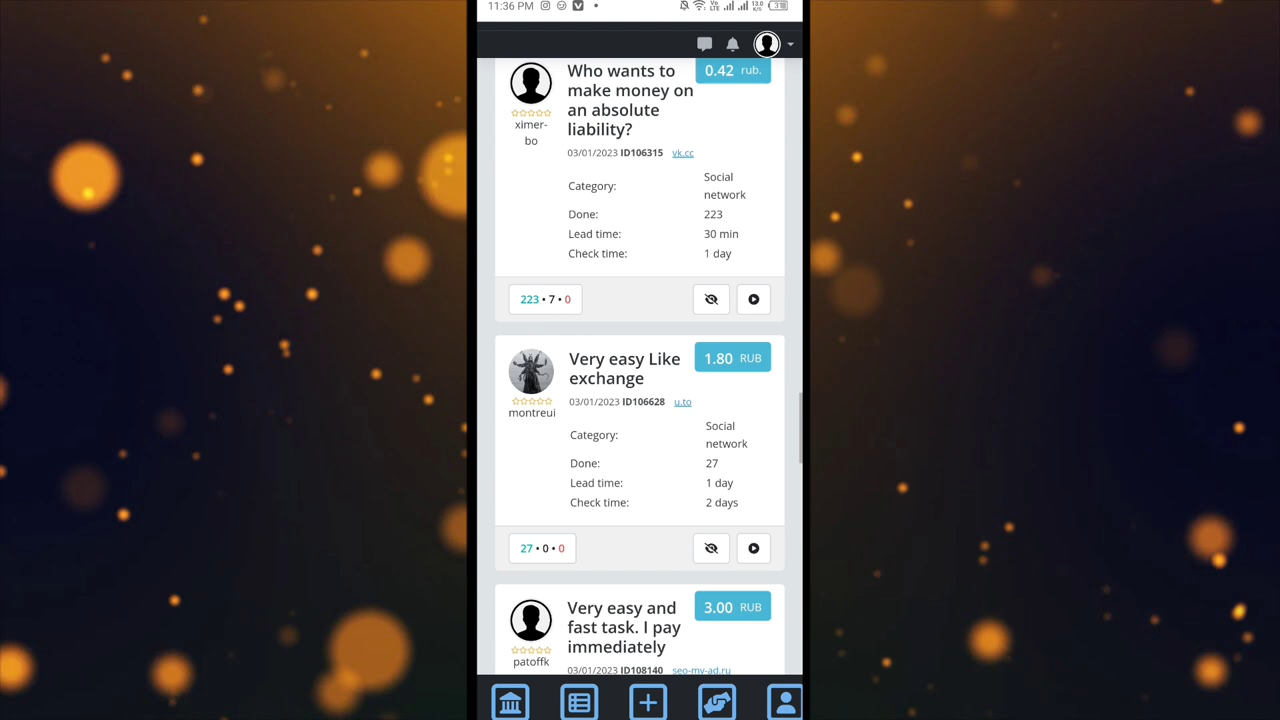 11:36 PM
Vo
LTE
13.0
K/S
Who wants to
make money on
an absolute
liability?
0.42 rub.
ximer-
bo
03/01/2023 ID106315 vk.cc
Category: Social
network
Done: 223
Lead time: 30 min
Check time: 1 day
223 • 7 • 0
Very easy Like
exchange
1.80 RUB
montreui
03/01/2023 ID106628 u.to
Category: Social
network
Done: 27
Lead time: 1 day
Check time: 2 days
27 • 0 • 0
Very easy and
fast task. I pay
immediately
3.00 RUB
patoffk
03/01/2023 ID108140 seo-my-ad.ru